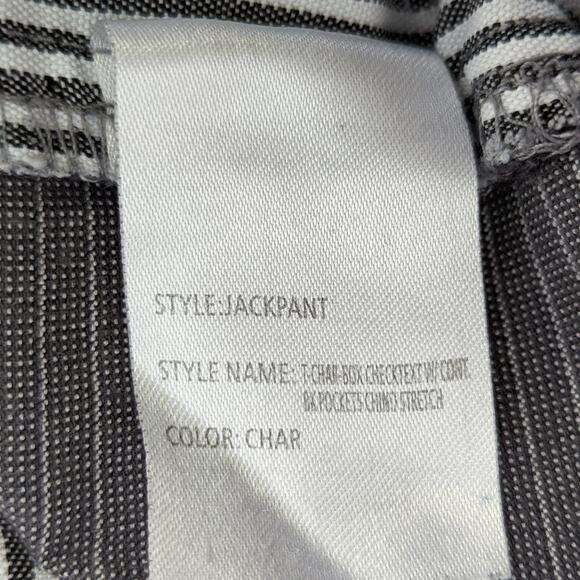 STYLE:JACKPANT
STYLE NAME: T-CHAR-BOX CHECKTEXT W/ CONT.
BK POCKETS CHINO STRETCH
COLOR: CHAR